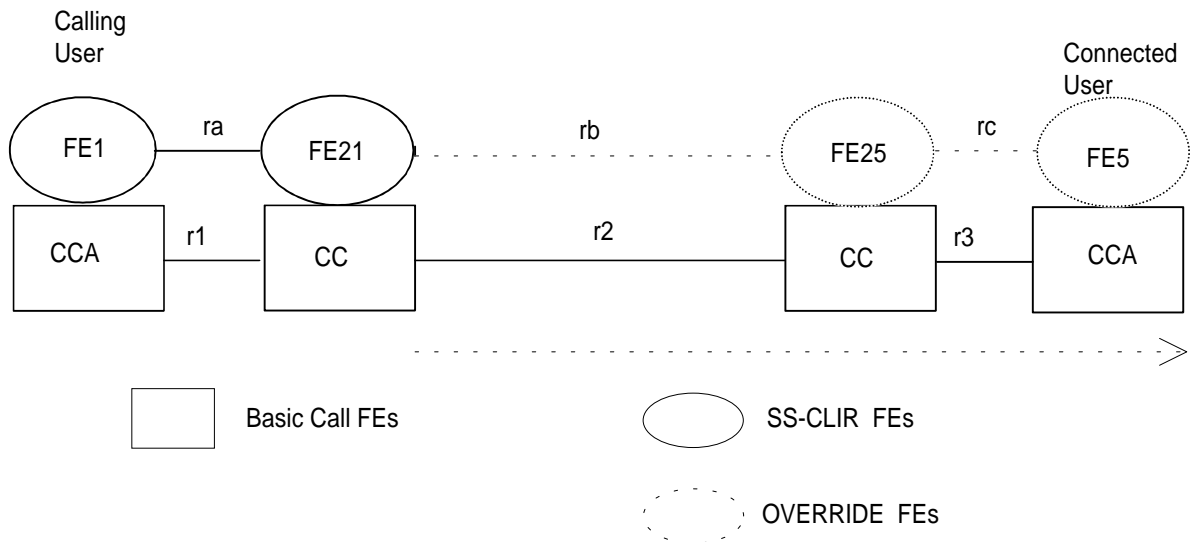 Calling
User
Connected
User
FE1
ra
FE21
rb
FE25
rc
FE5
CCA
r1
CC
r2
CC
r3
CCA
Basic Call FEs
SS-CLIR FEs
OVERRIDE FEs